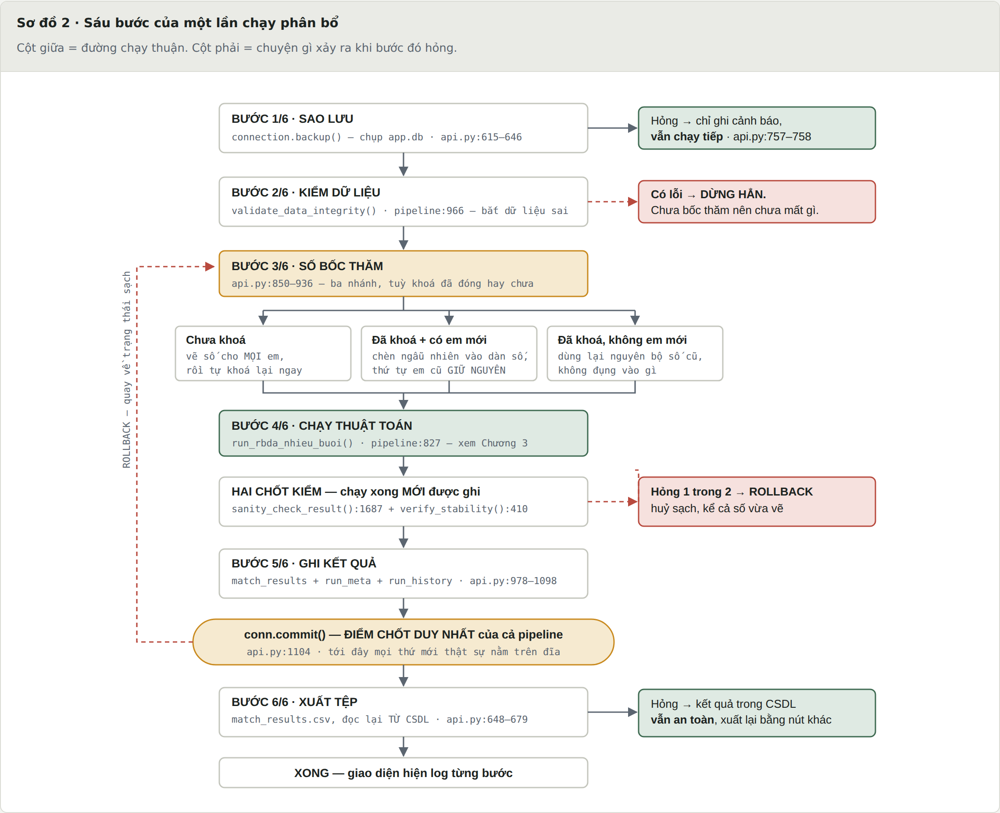 Sơ đồ 2 · Sáu bước của một lần chạy phân bổ
Cột giữa = đường chạy thuận. Cột phải = chuyện gì xảy ra khi bước đó hỏng.
BƯỚC 1/6 · SAO LƯU
connection.backup() — chụp app.db · api.py:615–646
Hỏng → chỉ ghi cảnh báo,
vẫn chạy tiếp · api.py:757–758
BƯỚC 2/6 · KIỂM DỮ LIỆU
validate_data_integrity() · pipeline:966 — bắt dữ liệu sai
Có lỗi → DỪNG HẲN.
Chưa bốc thăm nên chưa mất gì.
BƯỚC 3/6 · SỐ BỐC THĂM
api.py:850–936 — ba nhánh, tuỳ khoá đã đóng hay chưa
ROLLBACK — quay về trạng thái sạch
Chưa khoá
vẽ số cho MỌI em,
rồi tự khoá lại ngay
Đã khoá + có em mới
chèn ngẫu nhiên vào dàn số,
thứ tự em cũ GIỮ NGUYÊN
Đã khoá, không em mới
dùng lại nguyên bộ số cũ,
không đụng vào gì
BƯỚC 4/6 · CHẠY THUẬT TOÁN
run_rbda_nhieu_buoi() · pipeline:827 — xem Chương 3
HAI CHỐT KIỂM — chạy xong MỚI được ghi
sanity_check_result():1687 + verify_stability():410
Hỏng 1 trong 2 → ROLLBACK
huỷ sạch, kể cả số vừa vẽ
BƯỚC 5/6 · GHI KẾT QUẢ
match_results + run_meta + run_history · api.py:978–1098
conn.commit() — ĐIỂM CHỐT DUY NHẤT của cả pipeline
api.py:1104 · tới đây mọi thứ mới thật sự nằm trên đĩa
BƯỚC 6/6 · XUẤT TỆP
match_results.csv, đọc lại TỪ CSDL · api.py:648–679
Hỏng → kết quả trong CSDL
vẫn an toàn, xuất lại bằng nút khác
XONG — giao diện hiện log từng bước